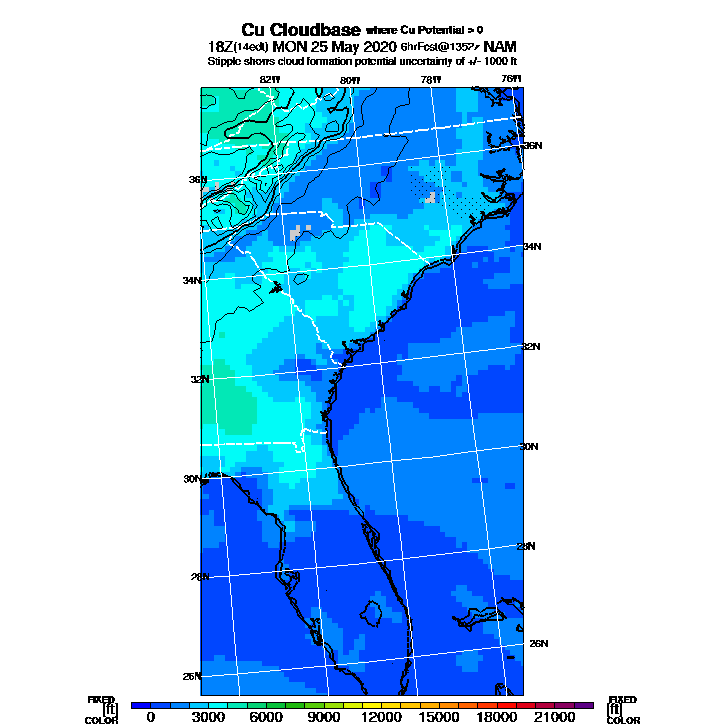 Cu Cloudbase where Cu Potential > 0
18Z(14edt) MON 25 May 2020 6hrFcst@1352z NAM
Stipple shows cloud formation potential uncertainty of +/- 1000 ft
82W 80W 78W 76W
36N
36N
34N
34N
32N
32N
30N
30N
28N
28N
26N
26N
FIXED FIXED
[ft] [ft]
COLOR 0 3000 6000 9000 12000 15000 18000 21000 COLOR